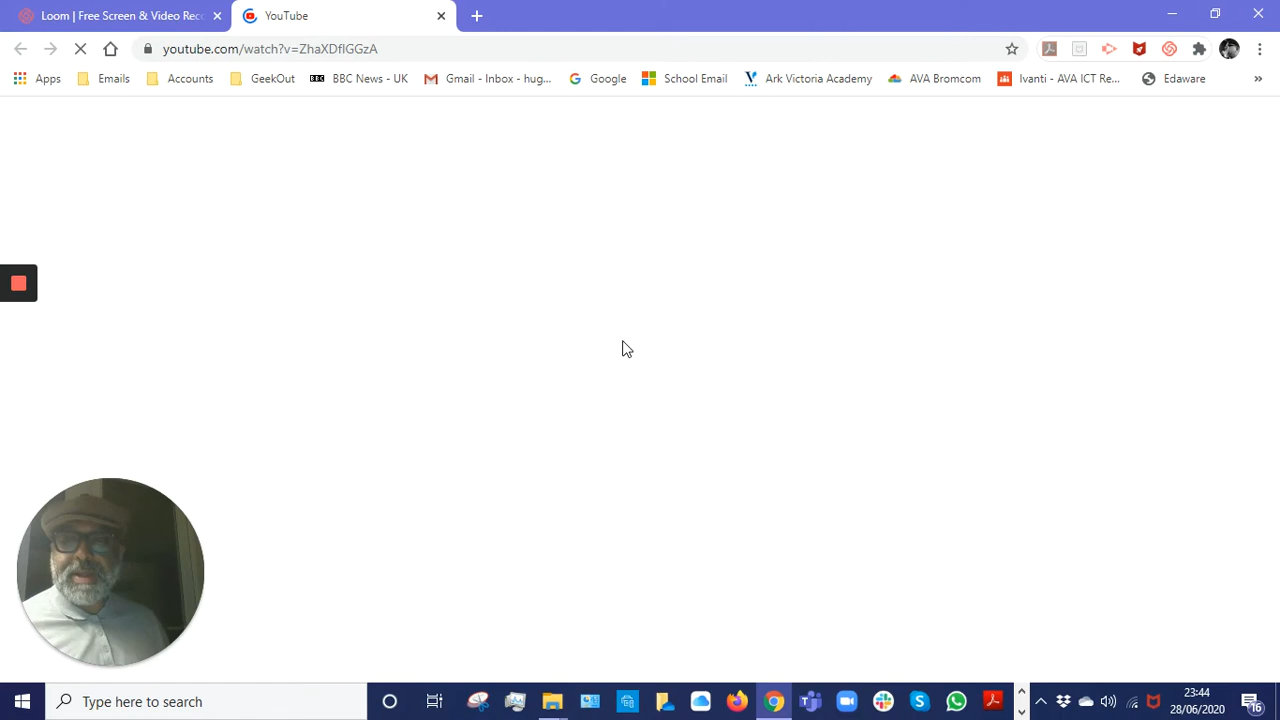 Loom | Free Screen & Video Rec
YouTube
youtube.com/watch?v=ZhaXDflGGzA
Apps
Emails
Accounts
GeekOut
BBC
BBC News - UK
Gmail - Inbox - hug...
Google
School Email
Ark Victoria Academy
AVA Bromcom
Ivanti - AVA ICT Re...
Edaware
»
Type here to search
23:44
28/06/2020
16